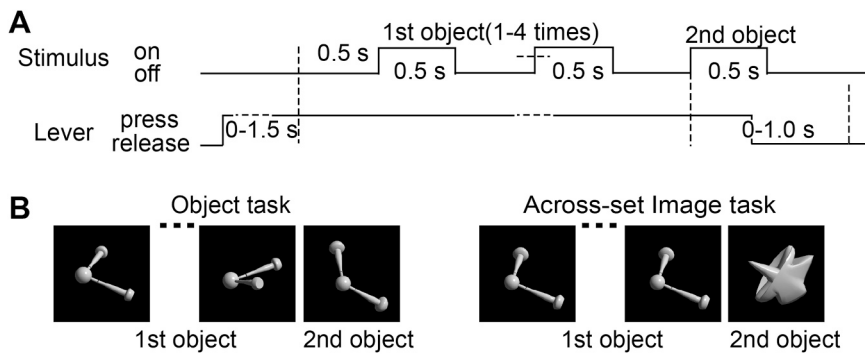 A
1st object(1-4 times)
2nd object
Stimulus on off
0.5 s
0.5 s
0.5 s
0.5 s
Lever press release
0-1.5 s
0-1.0 s
B
Object task
Across-set Image task
1st object
2nd object
1st object
2nd object